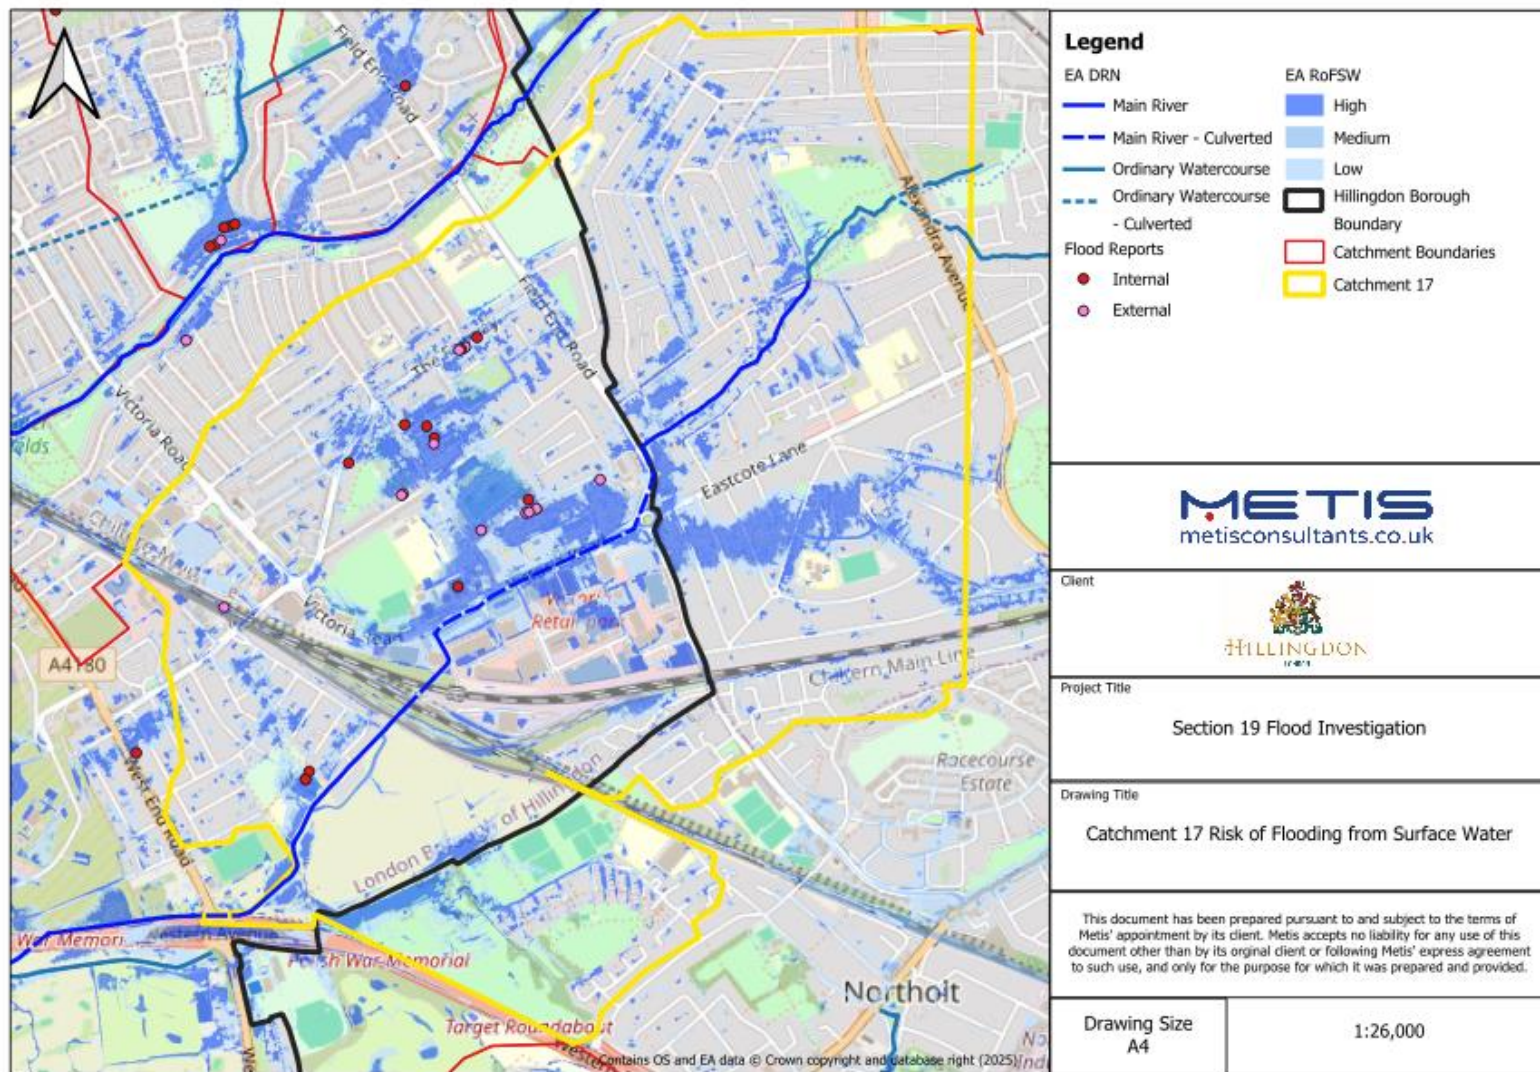 Field End Road
Alexandra Avenue
Field End Road
Victoria Road
Eastcote Lane
Victoria Road
Retail park
A4180
Chiltern Main Line
Racecourse
Estate
West End Road
London B
of Hillingdon
War Memori
Western Avenue
Polish War Memorial
Northolt
Target Roundabout
Contains OS and EA data © Crown copyright and database right (2025)
Legend
EA DRN
Main River
Main River - Culverted
Ordinary Watercourse
Ordinary Watercourse
- Culverted
Flood Reports
Internal
External
EA RoFSW
High
Medium
Low
Hillingdon Borough
Boundary
Catchment Boundaries
Catchment 17
METIS
metisconsultants.co.uk
Client
HILLINGDON
LONDON
Project Title
Section 19 Flood Investigation
Drawing Title
Catchment 17 Risk of Flooding from Surface Water
This document has been prepared pursuant to and subject to the terms of
Metis' appointment by its client. Metis accepts no liability for any use of this
document other than by its orginal client or following Metis' express agreement
to such use, and only for the purpose for which it was prepared and provided.
Drawing Size
A4
1:26,000